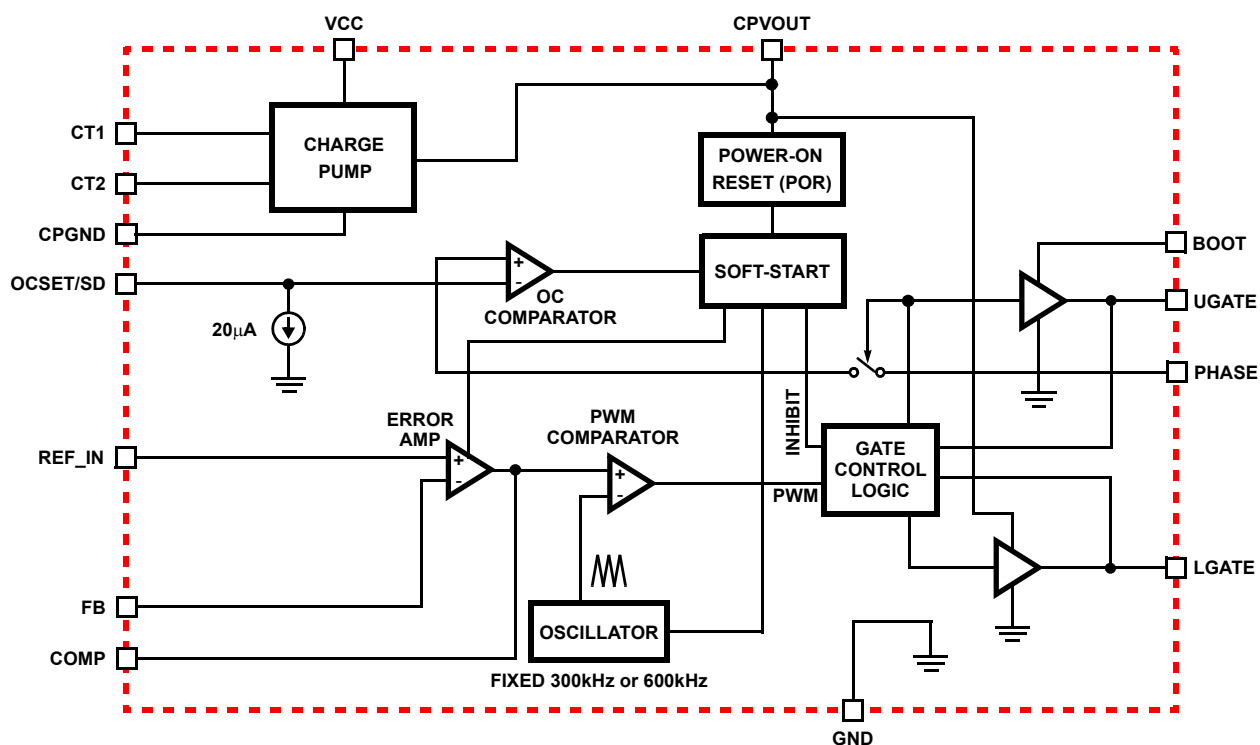 VCC
CPVOUT
CT1
CHARGE
PUMP
CT2
POWER-ON
RESET (POR)
CPGND
BOOT
OCSET/SD
+
-
SOFT-START
OC
COMPARATOR
UGATE
20μA
PHASE
ERROR
AMP
PWM
COMPARATOR
INHIBIT
REF_IN
+
-
+
-
GATE
CONTROL
LOGIC
PWM
LGATE
FB
OSCILLATOR
COMP
FIXED 300kHz or 600kHz
GND